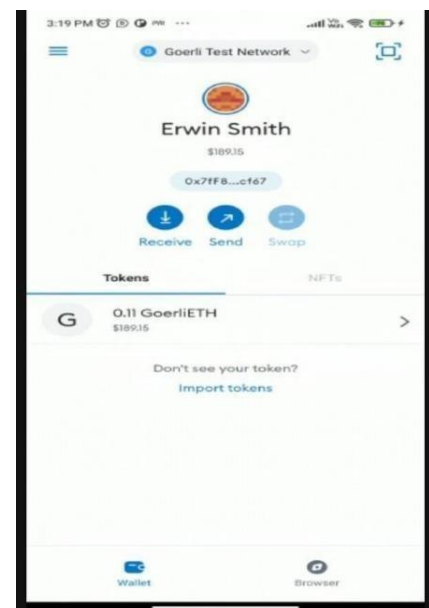 3:19 PM
Goerli Test Network
Erwin Smith
$189.15
0x7fF8...cf67
Receive Send Swap
Tokens NFTs
G
0.11 GoerliETH
$189.15
Don't see your token?
Import tokens
Wallet Browser